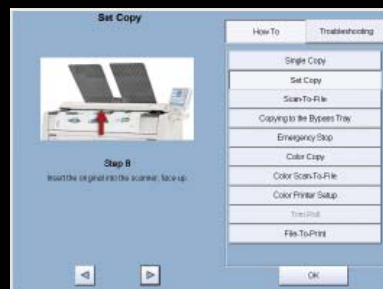 Set Copy
How-To
Troubleshooting
Single Copy
Set Copy
Scan-To-File
Copying to the Bypass Tray
Emergency Stop
Color Copy
Color Scan-To-File
Color Printer Setup
Trim Roll
File-To-Print
Step 8
Insert the original into the scanner, face up.
OK